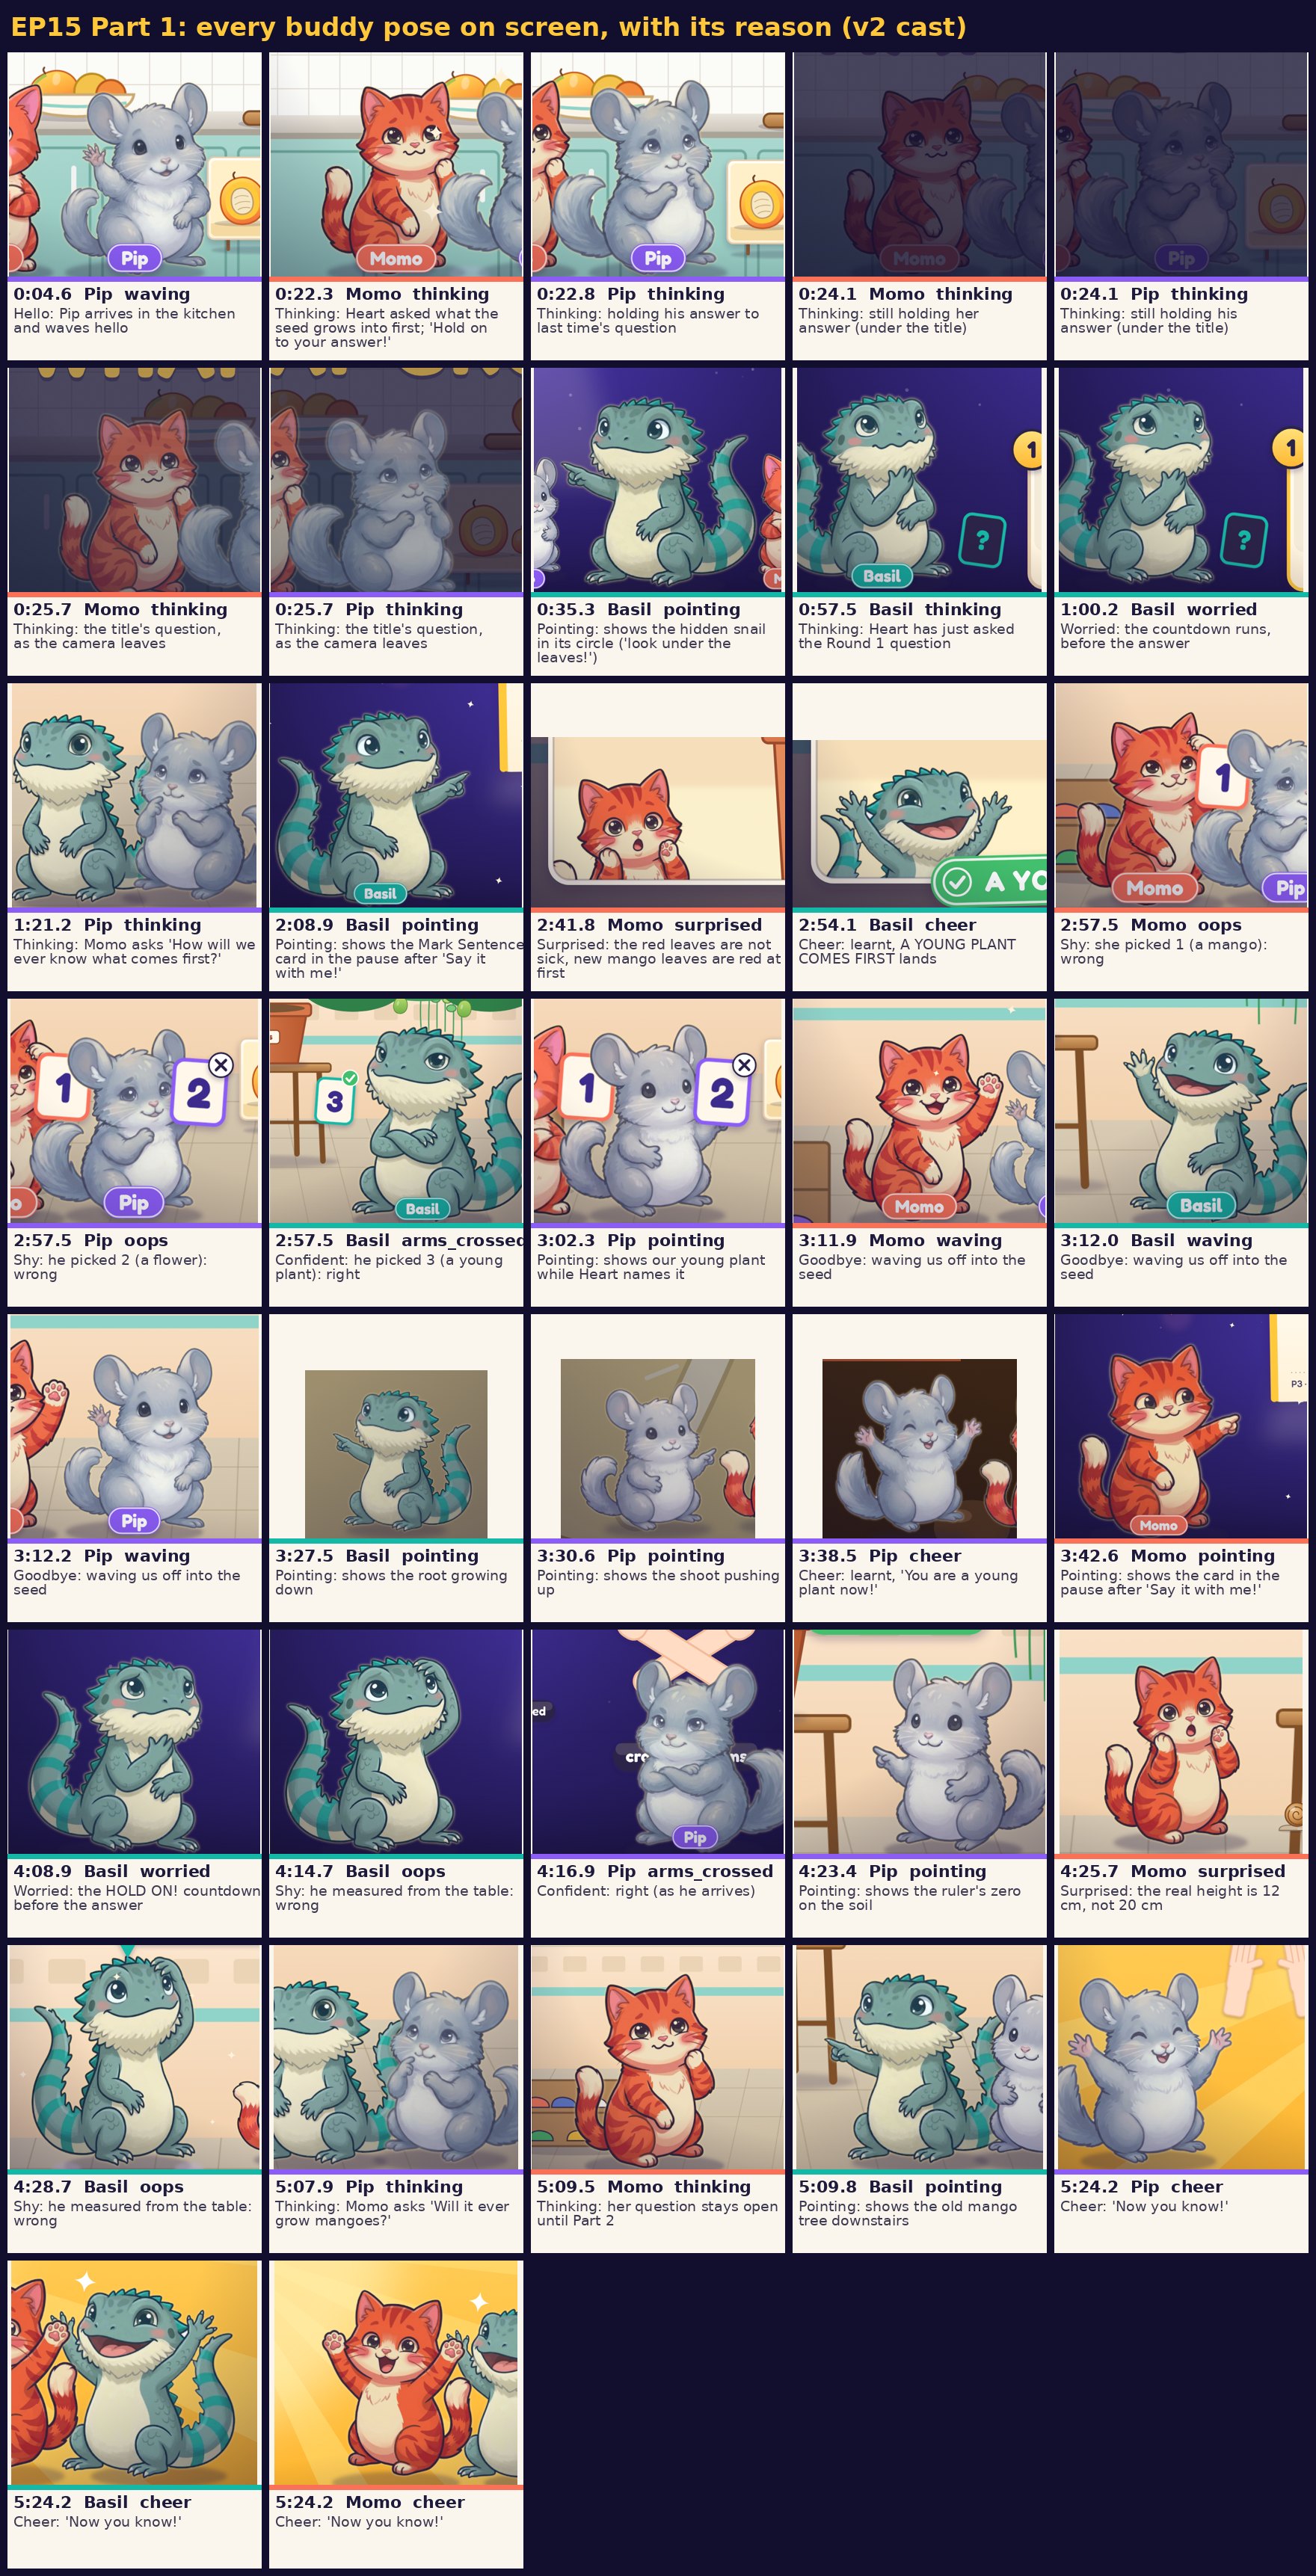 EP15 Part 1: every buddy pose on screen, with its reason (v2 cast)
Pip
Momo
Pip
Momo
Pip
0:04.6 Pip waving
Hello: Pip arrives in the kitchen
and waves hello
0:22.3 Momo thinking
Thinking: Heart asked what the
seed grows into first; 'Hold on
to your answer!'
0:22.8 Pip thinking
Thinking: holding his answer to
last time's question
0:24.1 Momo thinking
Thinking: still holding her
answer (under the title)
0:24.1 Pip thinking
Thinking: still holding his
answer (under the title)
M
Basil
?
1
?
1
0:25.7 Momo thinking
Thinking: the title's question,
as the camera leaves
0:25.7 Pip thinking
Thinking: the title's question,
as the camera leaves
0:35.3 Basil pointing
Pointing: shows the hidden snail
in its circle ('look under the
leaves!')
0:57.5 Basil thinking
Thinking: Heart has just asked
the Round 1 question
1:00.2 Basil worried
Worried: the countdown runs,
before the answer
Basil
A YO
Momo
1
Pip
1:21.2 Pip thinking
Thinking: Momo asks 'How will we
ever know what comes first?'
2:08.9 Basil pointing
Pointing: shows the Mark Sentence
card in the pause after 'Say it
with me!'
2:41.8 Momo surprised
Surprised: the red leaves are not
sick, new mango leaves are red at
first
2:54.1 Basil cheer
Cheer: learnt, A YOUNG PLANT
COMES FIRST lands
2:57.5 Momo oops
Shy: she picked 1 (a mango):
wrong
o
1
2
Pip
3
Basil
1
2
Momo
Basil
2:57.5 Pip oops
Shy: he picked 2 (a flower):
wrong
2:57.5 Basil arms_crossed
Confident: he picked 3 (a young
plant): right
3:02.3 Pip pointing
Pointing: shows our young plant
while Heart names it
3:11.9 Momo waving
Goodbye: waving us off into the
seed
3:12.0 Basil waving
Goodbye: waving us off into the
seed
Pip
P3
Momo
3:12.2 Pip waving
Goodbye: waving us off into the
seed
3:27.5 Basil pointing
Pointing: shows the root growing
down
3:30.6 Pip pointing
Pointing: shows the shoot pushing
up
3:38.5 Pip cheer
Cheer: learnt, 'You are a young
plant now!'
3:42.6 Momo pointing
Pointing: shows the card in the
pause after 'Say it with me!'
ed
cro
ms
Pip
4:08.9 Basil worried
Worried: the HOLD ON! countdown,
before the answer
4:14.7 Basil oops
Shy: he measured from the table:
wrong
4:16.9 Pip arms_crossed
Confident: right (as he arrives)
4:23.4 Pip pointing
Pointing: shows the ruler's zero
on the soil
4:25.7 Momo surprised
Surprised: the real height is 12
cm, not 20 cm
4:28.7 Basil oops
Shy: he measured from the table:
wrong
5:07.9 Pip thinking
Thinking: Momo asks 'Will it ever
grow mangoes?'
5:09.5 Momo thinking
Thinking: her question stays open
until Part 2
5:09.8 Basil pointing
Pointing: shows the old mango
tree downstairs
5:24.2 Pip cheer
Cheer: 'Now you know!'
5:24.2 Basil cheer
Cheer: 'Now you know!'
5:24.2 Momo cheer
Cheer: 'Now you know!'